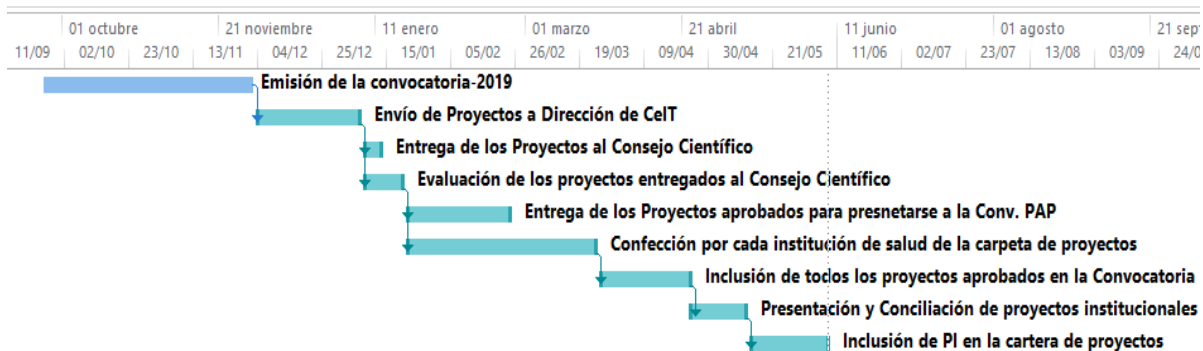 01 octubre 21 noviembre 11 enero 01 marzo 21 abril 11 junio 01 agosto 21 sept
11/09 02/10 23/10 13/11 04/12 25/12 15/01 05/02 26/02 19/03 09/04 30/04 21/05 11/06 02/07 23/07 13/08 03/09 24/0
Emisión de la convocatoria-2019
Envío de Proyectos a Dirección de CeIT
Entrega de los Proyectos al Consejo Científico
Evaluación de los proyectos entregados al Consejo Científico
Entrega de los Proyectos aprobados para presnetarse a la Conv. PAP
Confección por cada institución de salud de la carpeta de proyectos
Inclusión de todos los proyectos aprobados en la Convocatoria
Presentación y Conciliación de proyectos institucionales
Inclusión de PI en la cartera de proyectos